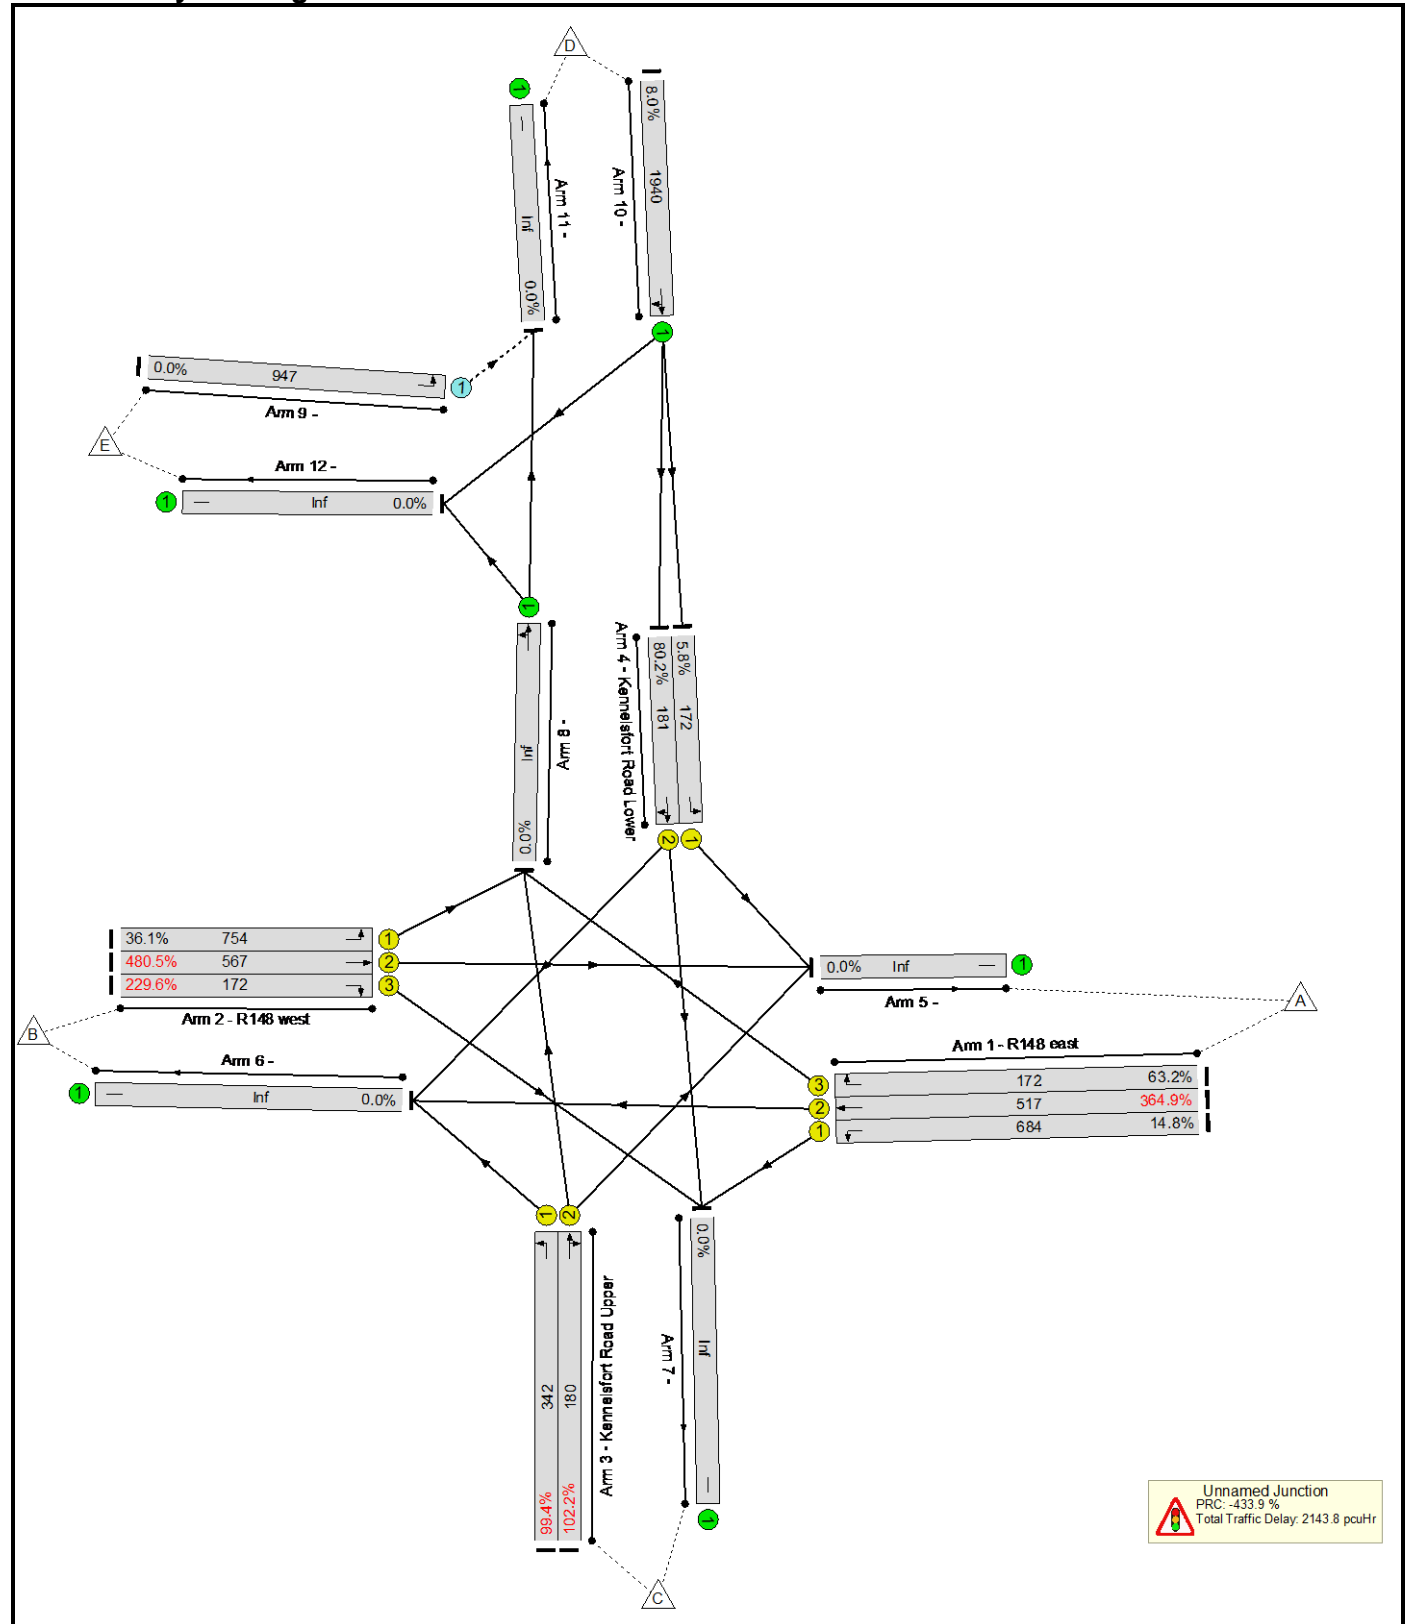 D
1
8.0%
1940
Arm 10 -
Arm 11 -
Inf
0.0%
1
0.0% 947
1
Arm 9 -
E
Arm 12 -
1
Inf 0.0%
1
Arm 8 -
Inf
0.0%
Arm 4 - Kennelsfort Road Lower
80.2% 181
5.8% 172
2 1
36.1% 754 1
480.5% 567 2
229.6% 172 3
Arm 2 - R148 west
B
0.0% Inf 1
Arm 5 -
A
Arm 6 -
1 Inf 0.0%
Arm 1 - R148 east
3 172 63.2%
2 517 364.9%
1 684 14.8%
1 2
342 99.4%
180 102.2%
Arm 3 - Kennelsfort Road Upper
0.0%
Inf
Arm 7 -
1
C
Unnamed Junction
PRC: -433.9 %
Total Traffic Delay: 2143.8 pcuHr